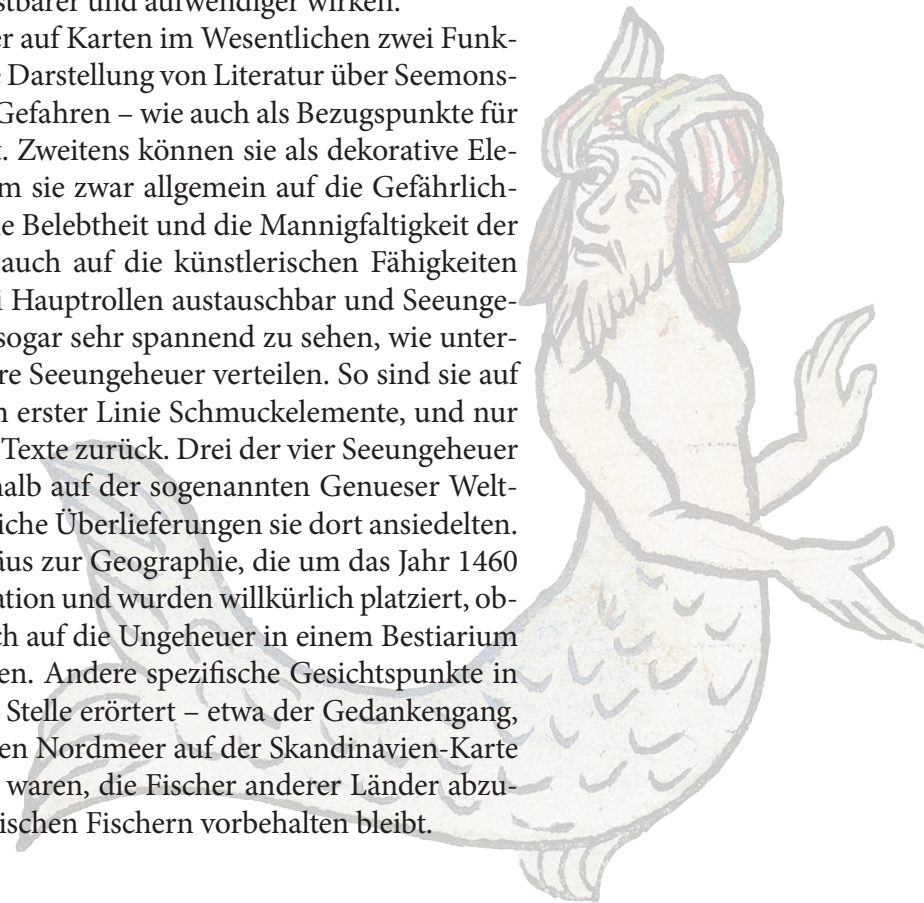 stbarer und aufwendiger wirken.
er auf Karten im Wesentlichen zwei Funk-
e Darstellung von Literatur über Seemons-
Gefahren – wie auch als Bezugspunkte für
t. Zweitens können sie als dekorative Ele-
m sie zwar allgemein auf die Gefährlich-
e Belebtheit und die Mannigfaltigkeit der
auch auf die künstlerischen Fähigkeiten
i Hauptrollen austauschbar und Seeunge-
sogar sehr spannend zu sehen, wie unter-
re Seeungeheuer verteilen. So sind sie auf
n erster Linie Schmuckelemente, und nur
Texte zurück. Drei der vier Seeungeheuer
halb auf der sogenannten Genueser Welt-
iche Überlieferungen sie dort ansiedelten.
äus zur Geographie, die um das Jahr 1460
ation und wurden willkürlich platziert, ob-
ch auf die Ungeheuer in einem Bestiarium
en. Andere spezifische Gesichtspunkte in
Stelle erörtert – etwa der Gedankengang,
en Nordmeer auf der Skandinavien-Karte
waren, die Fischer anderer Länder abzu-
ischen Fischern vorbehalten bleibt.